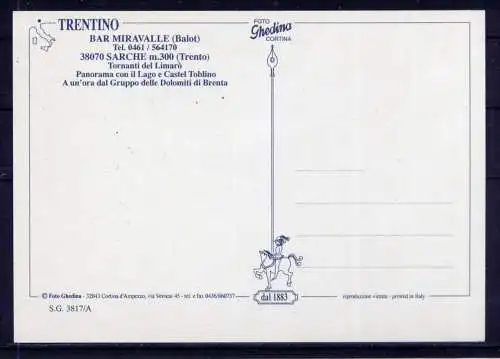 TRENTINO
BAR MIRAVALLE (Balot)
Tel. 0461 / 564170
38070 SARCHE m.300 (Trento)
Tornanti del Limarò
Panorama con il Lago e Castel Toblino
A un'ora dal Gruppo delle Dolomiti di Brenta
FOTO
Ghedina
CORTINA
dal 1883
© Foto Ghedina - 32043 Cortina d'Ampezzo, via Stazione 45 - tel. e fax 0436/860737
riproduzione vietata - printed in Italy
S.G. 3817/A